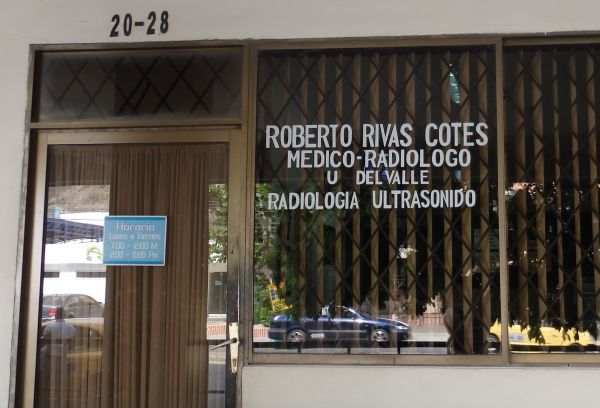 20-28
ROBERTO RIVAS COTES
MEDICO-RADIOLOGO
U DEL VALLE
RADIOLOGIA ULTRASONIDO
Horario
Lunes a Viernes
7:00 - 12:00 M
2:00 - 6:00 Pm